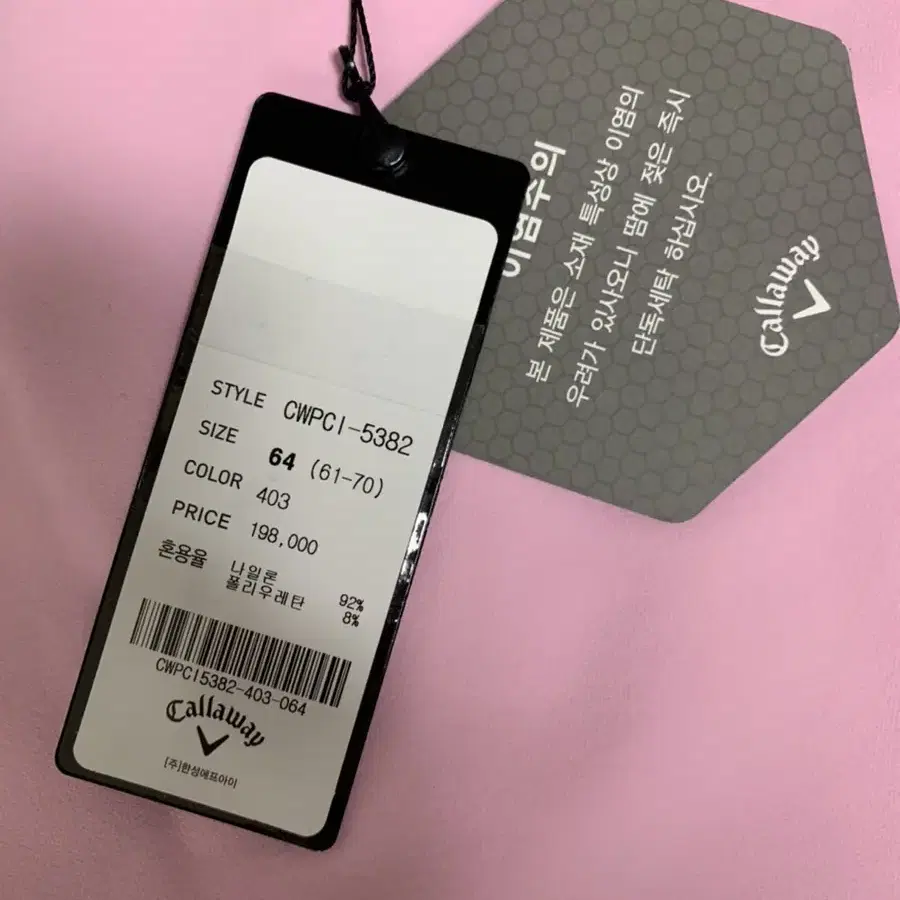 STYLE CWPCI-5382
SIZE 64 (61-70)
COLOR 403
PRICE 198,000
혼용율 나일론 92%
폴리우레탄 8%
CWPCI5382-403-064
Callaway
(주)한성에프아이
이염주의
본 제품은 소재 특성상 이염의
우려가 있사오니 땀에 젖은 즉시
단독세탁 하십시오.
Callaway